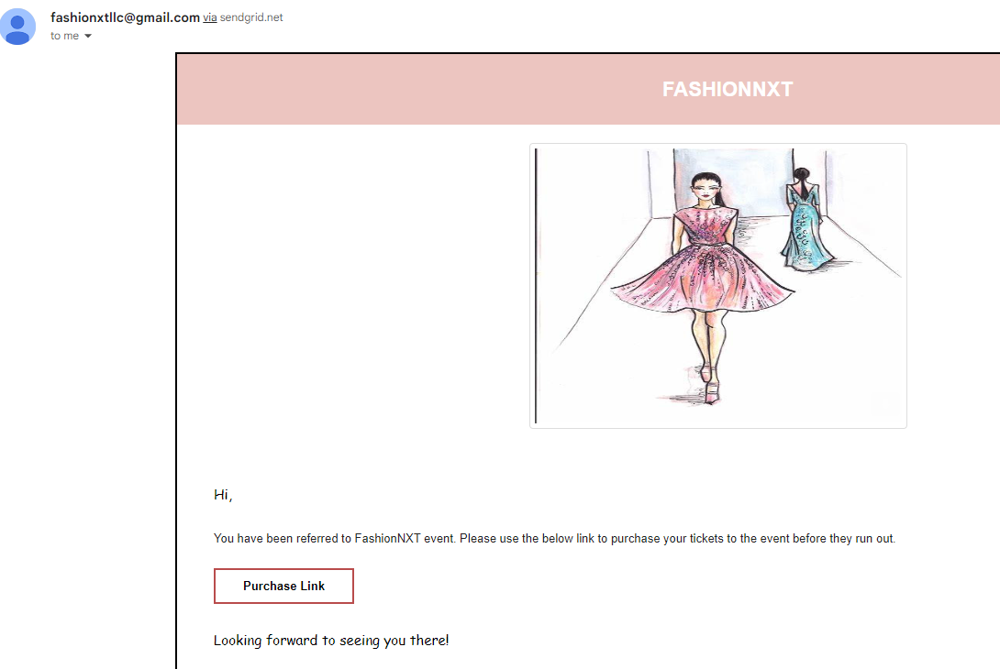 fashionxtllc@gmail.com via sendgrid.net
to me
FASHIONNXT
Hi,
You have been referred to FashionNXT event. Please use the below link to purchase your tickets to the event before they run out.
Purchase Link
Looking forward to seeing you there!